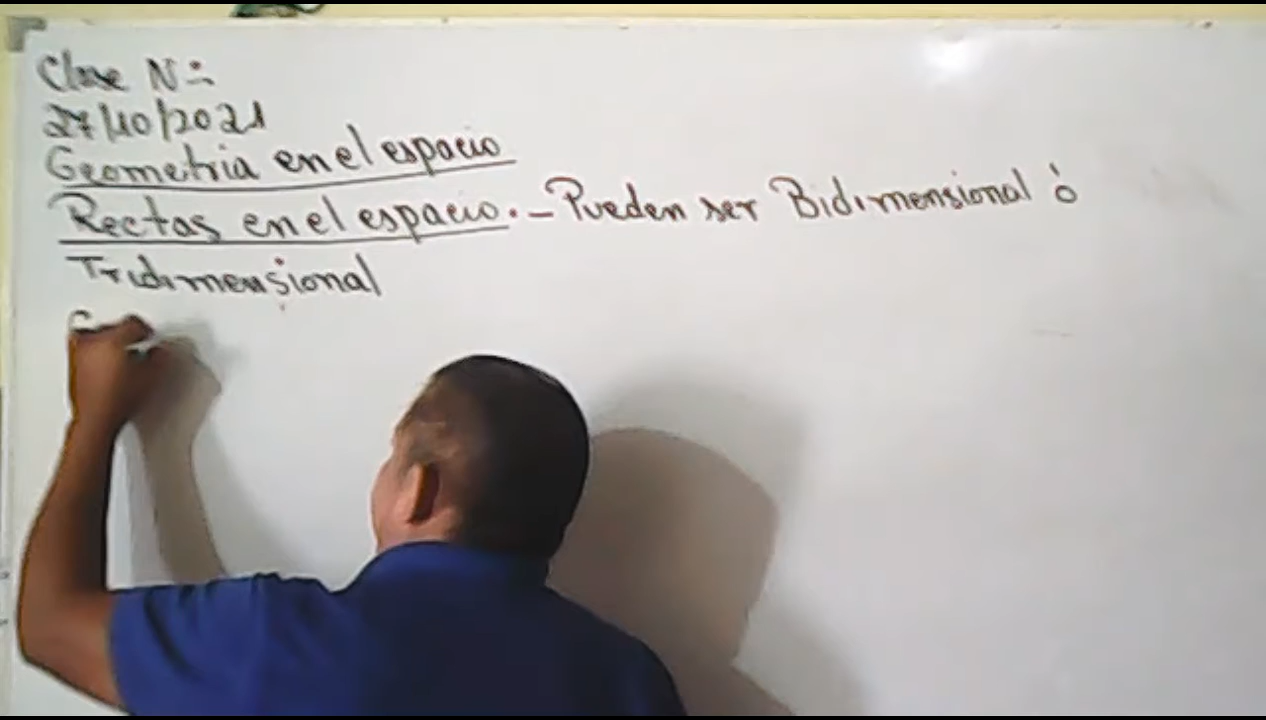 Clase N:
27/10/2021
Geometria en el espacio
Rectas en el espacio.- Pueden ser Bidimensional ó
Tridimensional